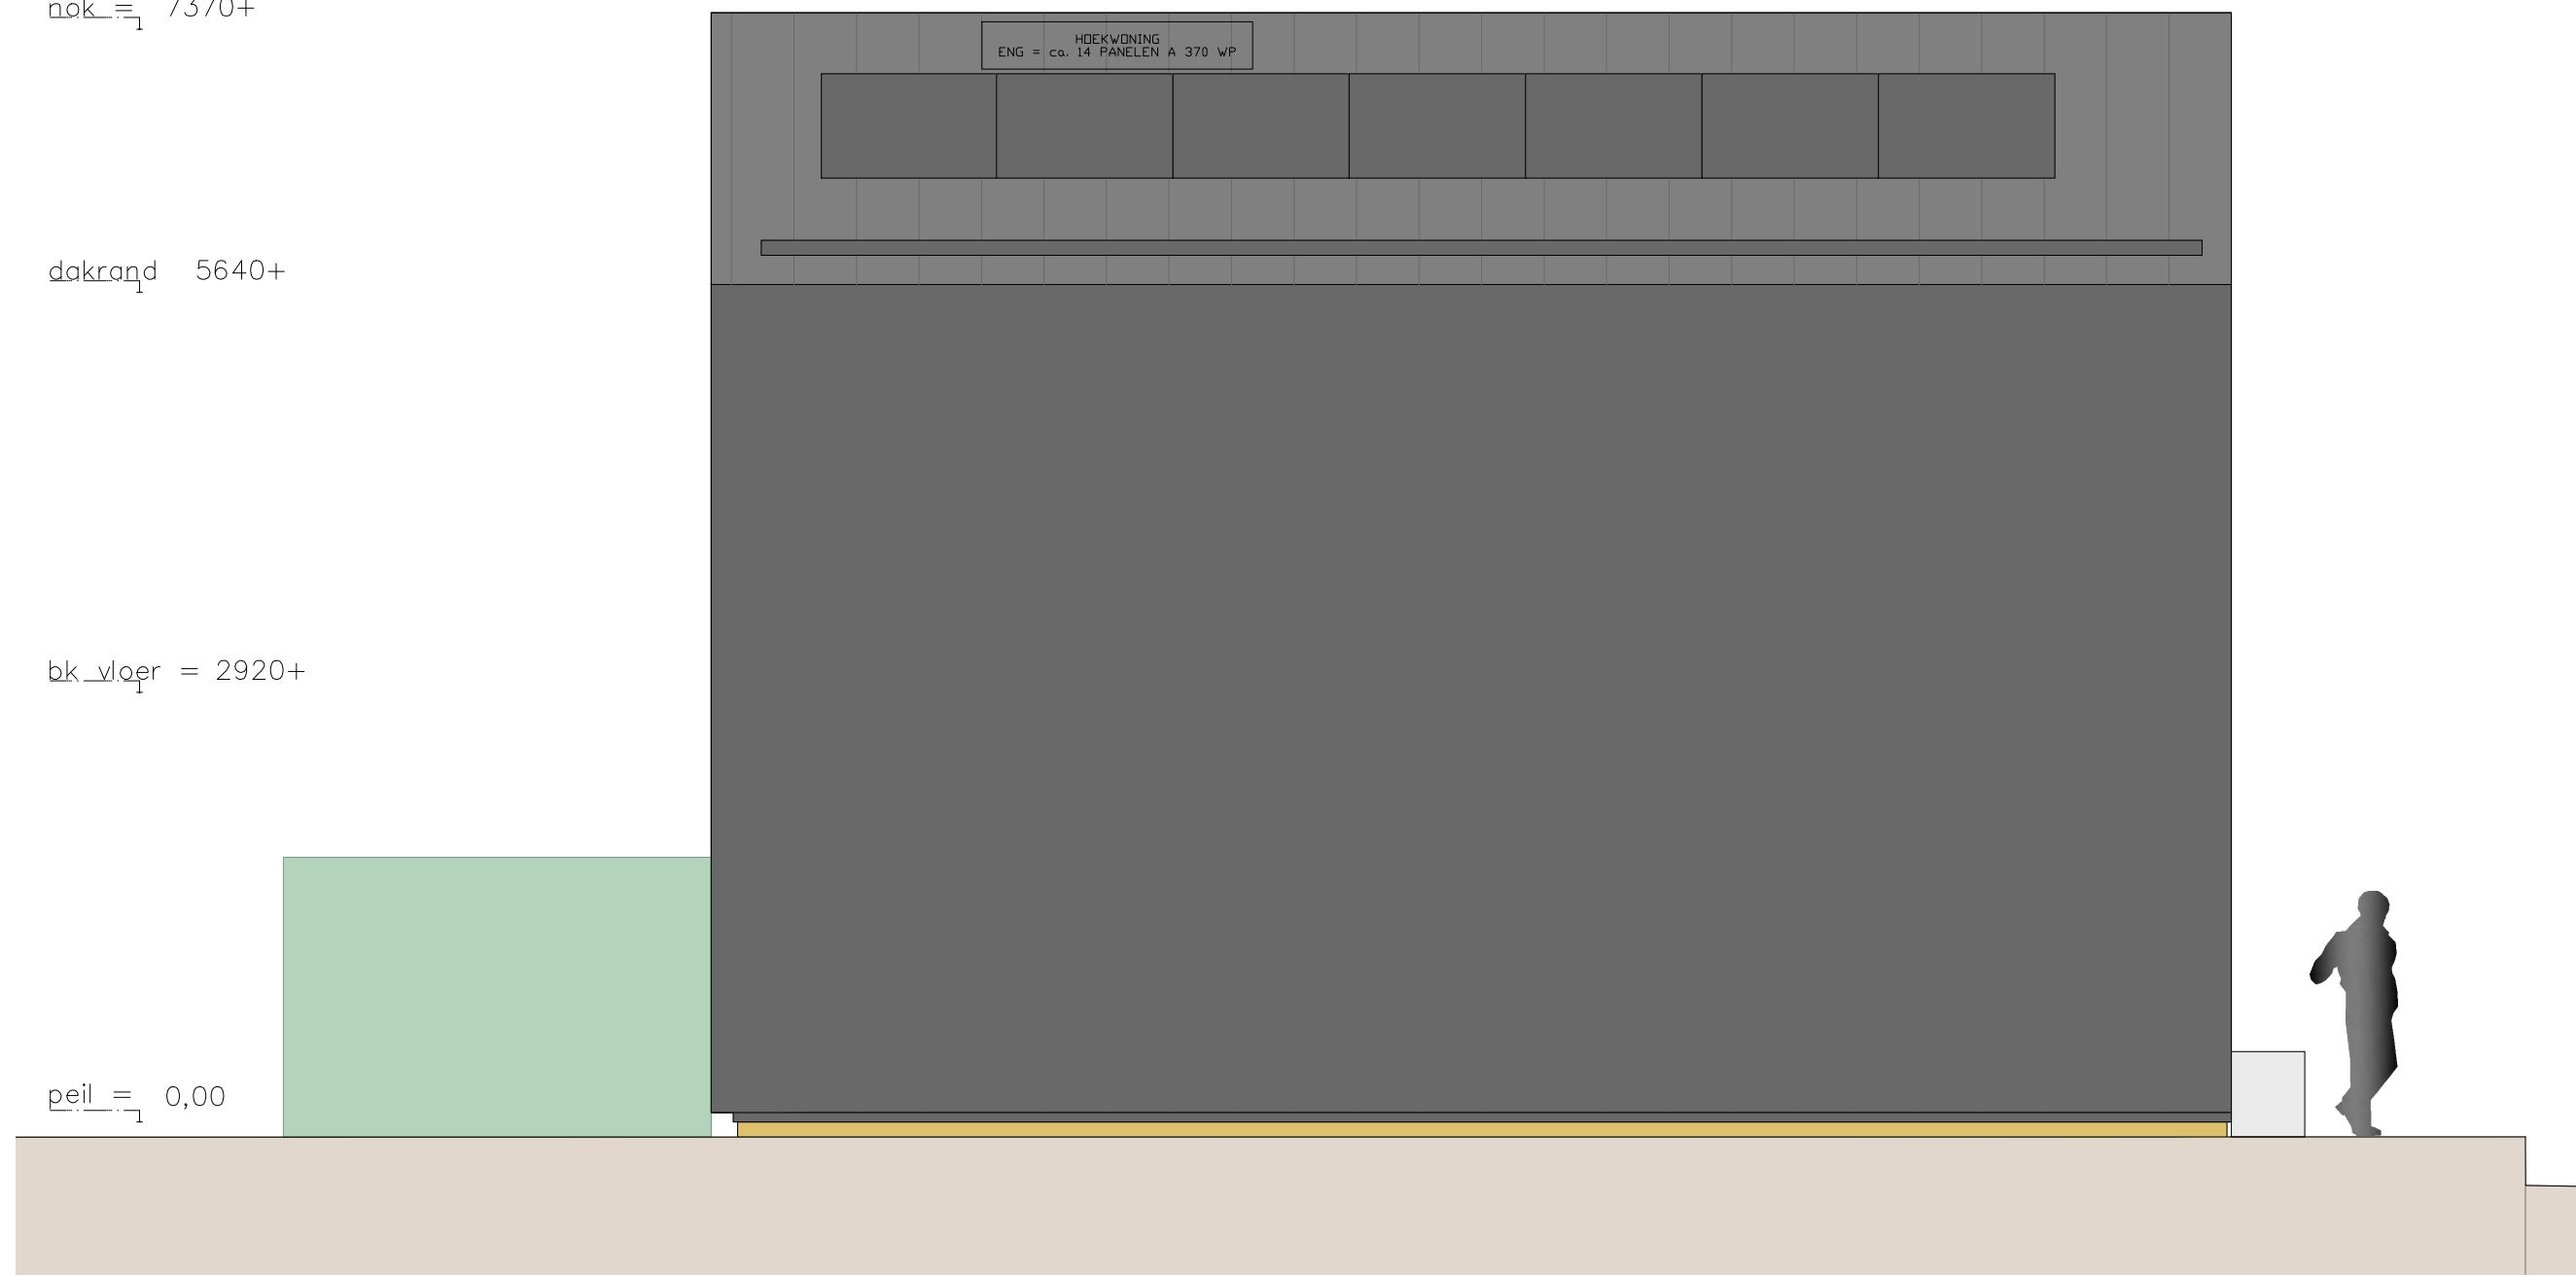 nok = 7370+
HOEKWONING
ENG = ca. 14 PANELEN A 370 WP
dakrand 5640+
bk vloer = 2920+
peil = 0,00